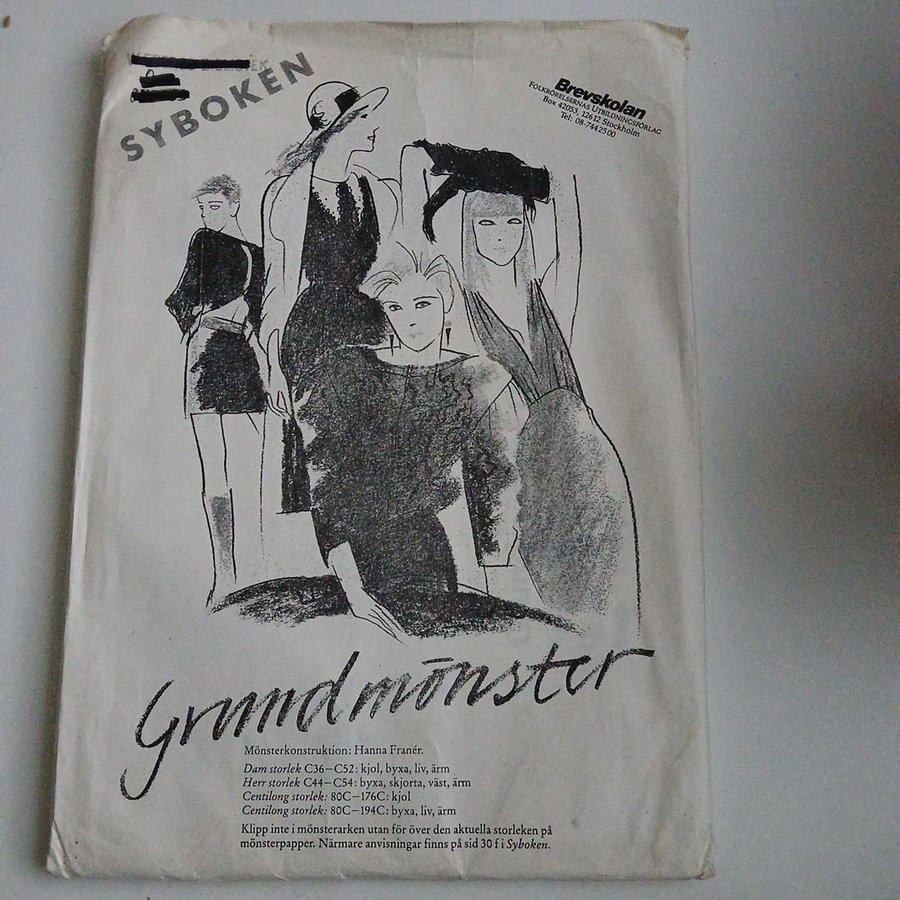 SYBOKEN
Brevskolan
FOLKRÖRELSERNAS UTBILDNINGSFÖRLAG
Box 42053, 12612 Stockholm
Tel: 08-7442500
Grundmönster
Mönsterkonstruktion: Hanna Franér.
Dam storlek C36–C52: kjol, byxa, liv, ärm
Herr storlek C44–C54: byxa, skjorta, väst, ärm
Centilong storlek: 80C–176C: kjol
Centilong storlek: 80C–194C: byxa, liv, ärm
Klipp inte i mönsterarken utan för över den aktuella storleken på
mönsterpapper. Närmare anvisningar finns på sid 30 f i Syboken.